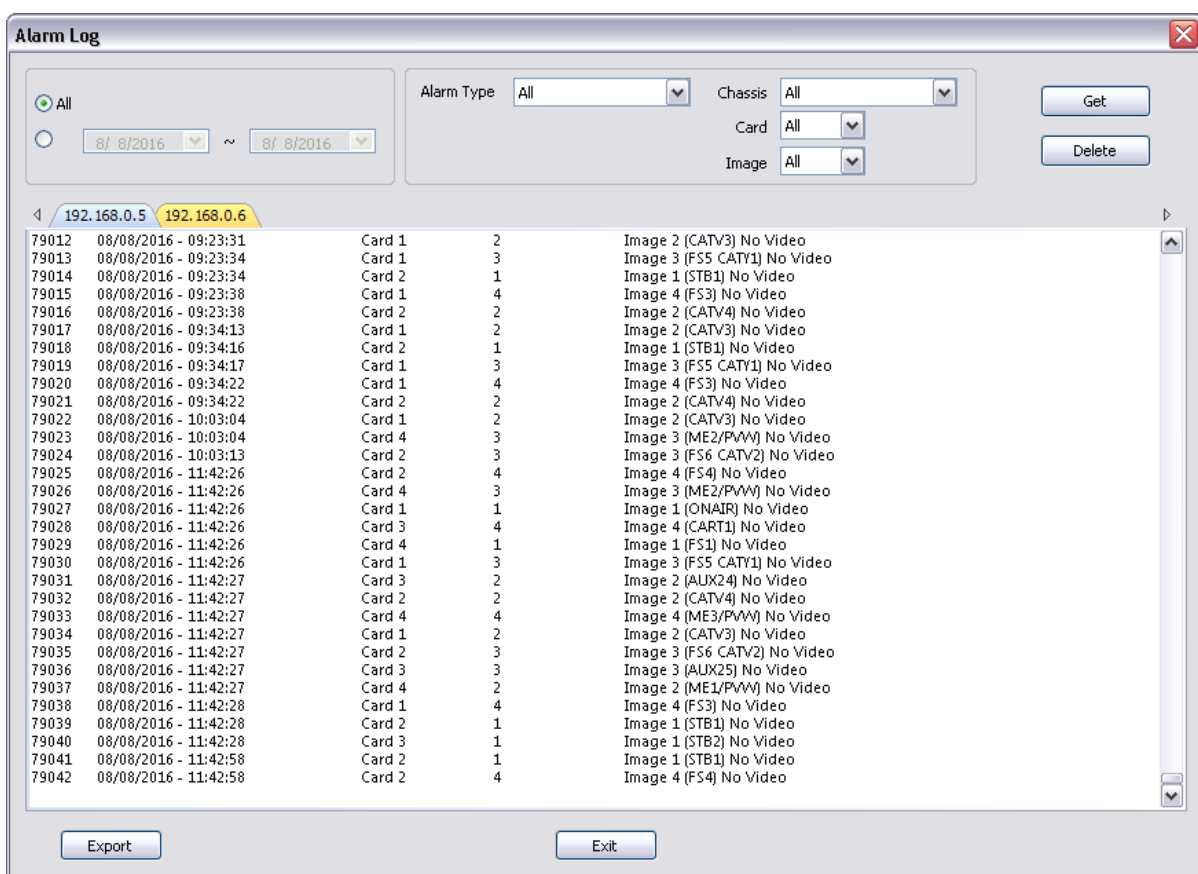 Alarm Log
All
8/ 8/2016 ~ 8/ 8/2016
Alarm Type All
Chassis All
Card All
Image All
Get
Delete
192.168.0.5 192.168.0.6
79012 08/08/2016 - 09:23:31 Card 1 2 Image 2 (CATV3) No Video
79013 08/08/2016 - 09:23:34 Card 1 3 Image 3 (FS5 CATY1) No Video
79014 08/08/2016 - 09:23:34 Card 2 1 Image 1 (STB1) No Video
79015 08/08/2016 - 09:23:38 Card 1 4 Image 4 (FS3) No Video
79016 08/08/2016 - 09:23:38 Card 2 2 Image 2 (CATV4) No Video
79017 08/08/2016 - 09:34:13 Card 1 2 Image 2 (CATV3) No Video
79018 08/08/2016 - 09:34:16 Card 2 1 Image 1 (STB1) No Video
79019 08/08/2016 - 09:34:17 Card 1 3 Image 3 (FS5 CATY1) No Video
79020 08/08/2016 - 09:34:22 Card 1 4 Image 4 (FS3) No Video
79021 08/08/2016 - 09:34:22 Card 2 2 Image 2 (CATV4) No Video
79022 08/08/2016 - 10:03:04 Card 1 2 Image 2 (CATV3) No Video
79023 08/08/2016 - 10:03:04 Card 4 3 Image 3 (ME2/PVW) No Video
79024 08/08/2016 - 10:03:13 Card 2 3 Image 3 (FS6 CATV2) No Video
79025 08/08/2016 - 11:42:26 Card 2 4 Image 4 (FS4) No Video
79026 08/08/2016 - 11:42:26 Card 4 3 Image 3 (ME2/PVW) No Video
79027 08/08/2016 - 11:42:26 Card 1 1 Image 1 (ONAIR) No Video
79028 08/08/2016 - 11:42:26 Card 3 4 Image 4 (CART1) No Video
79029 08/08/2016 - 11:42:26 Card 4 1 Image 1 (FS1) No Video
79030 08/08/2016 - 11:42:26 Card 1 3 Image 3 (FS5 CATY1) No Video
79031 08/08/2016 - 11:42:27 Card 3 2 Image 2 (AUX24) No Video
79032 08/08/2016 - 11:42:27 Card 2 2 Image 2 (CATV4) No Video
79033 08/08/2016 - 11:42:27 Card 4 4 Image 4 (ME3/PVW) No Video
79034 08/08/2016 - 11:42:27 Card 1 2 Image 2 (CATV3) No Video
79035 08/08/2016 - 11:42:27 Card 2 3 Image 3 (FS6 CATV2) No Video
79036 08/08/2016 - 11:42:27 Card 3 3 Image 3 (AUX25) No Video
79037 08/08/2016 - 11:42:27 Card 4 2 Image 2 (ME1/PVW) No Video
79038 08/08/2016 - 11:42:28 Card 1 4 Image 4 (FS3) No Video
79039 08/08/2016 - 11:42:28 Card 2 1 Image 1 (STB1) No Video
79040 08/08/2016 - 11:42:28 Card 3 1 Image 1 (STB2) No Video
79041 08/08/2016 - 11:42:58 Card 2 1 Image 1 (STB1) No Video
79042 08/08/2016 - 11:42:58 Card 2 4 Image 4 (FS4) No Video
Export Exit